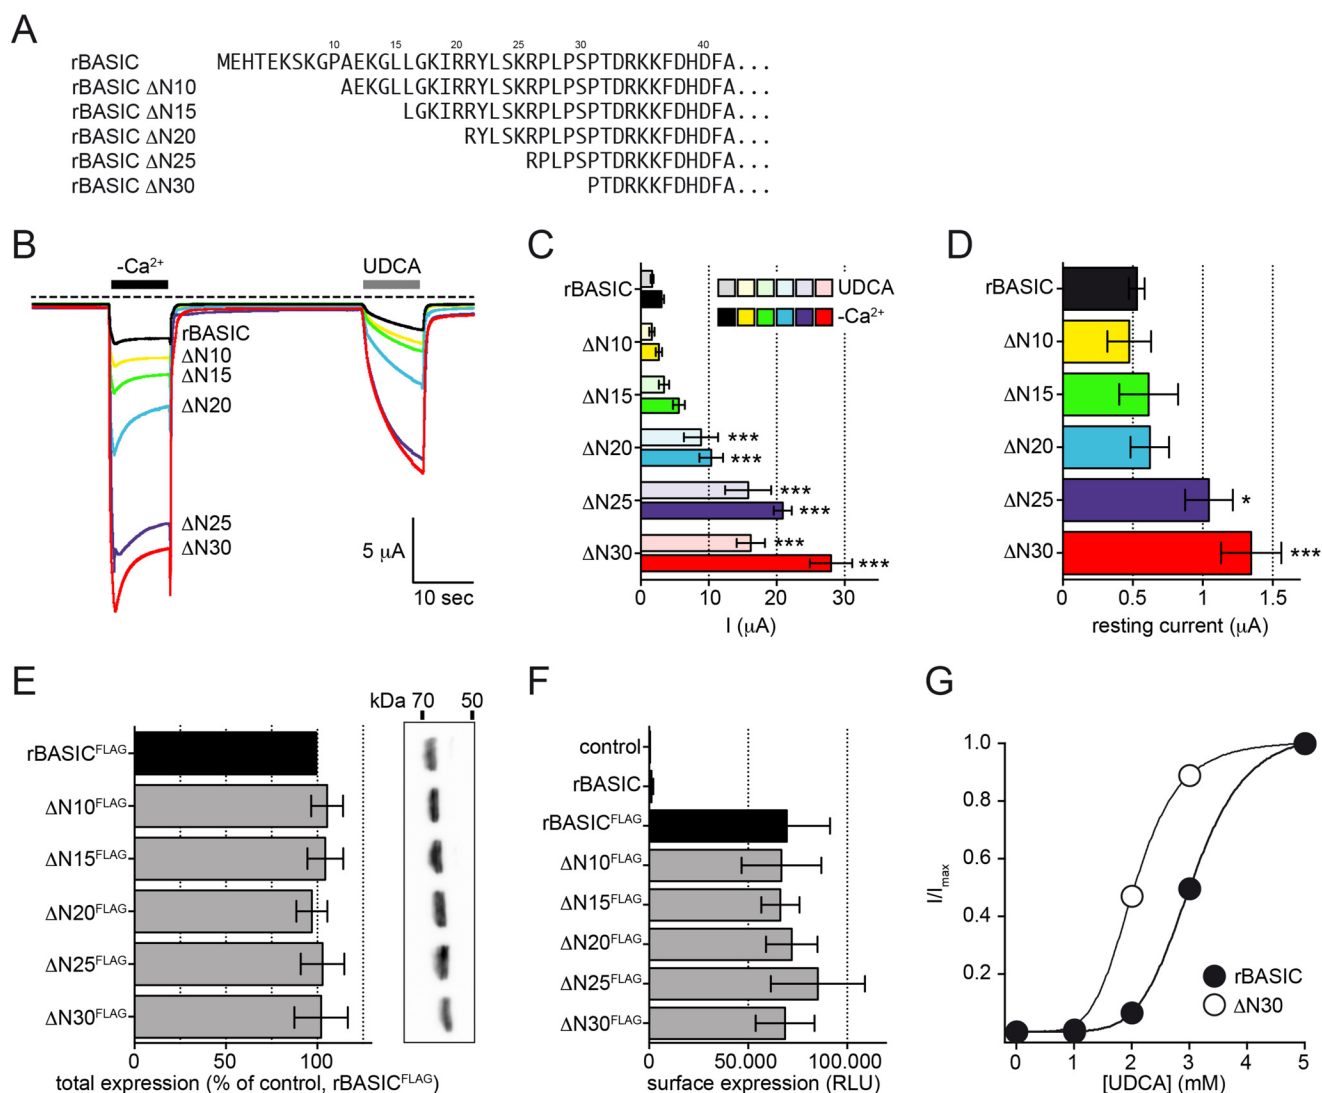 A
10 15 20 25 30 40
rBASIC MEHTEKSKGPAEKGLLGKIRRYLSKRPLPSPTDRKKFDHDFA...
rBASIC ΔN10 AEKGLLGKIRRYLSKRPLPSPTDRKKFDHDFA...
rBASIC ΔN15 LGKIRRYLSKRPLPSPTDRKKFDHDFA...
rBASIC ΔN20 RYLSKRPLPSPTDRKKFDHDFA...
rBASIC ΔN25 RPLPSPTDRKKFDHDFA...
rBASIC ΔN30 PTDRKKFDHDFA...
B
-Ca²⁺ UDCA
rBASIC
ΔN10
ΔN15
ΔN20
ΔN25
ΔN30
5 μA
10 sec
C
rBASIC
ΔN10
ΔN15
ΔN20
ΔN25
ΔN30
UDCA
-Ca²⁺
***
***
***
***
***
***
0 10 20 30
I (μA)
D
rBASIC
ΔN10
ΔN15
ΔN20
ΔN25
ΔN30
*
***
0 0.5 1 1.5
resting current (μA)
E
kDa 70 50
rBASIC^FLAG
ΔN10^FLAG
ΔN15^FLAG
ΔN20^FLAG
ΔN25^FLAG
ΔN30^FLAG
0 50 100
total expression (% of control, rBASIC^FLAG)
F
control
rBASIC
rBASIC^FLAG
ΔN10^FLAG
ΔN15^FLAG
ΔN20^FLAG
ΔN25^FLAG
ΔN30^FLAG
0 50.000 100.000
surface expression (RLU)
G
1.0
0.8
0.6
0.4
0.2
I/Imax
rBASIC
ΔN30
0 1 2 3 4 5
[UDCA] (mM)